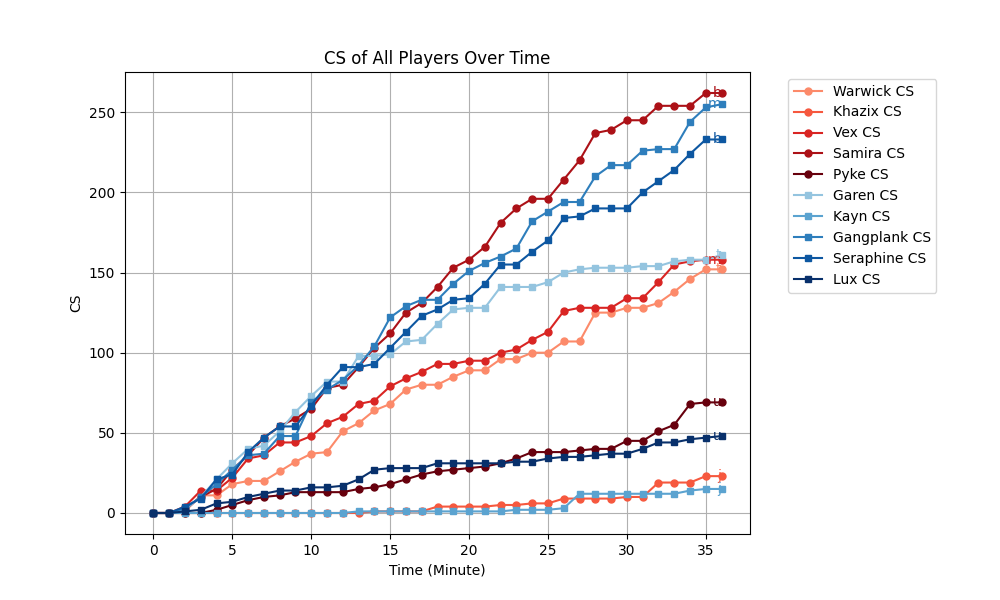 CS of All Players Over Time
CS
250
200
150
100
50
0
0 5 10 15 20 25 30 35
Time (Minute)
Warwick CS
Khazix CS
Vex CS
Samira CS
Pyke CS
Garen CS
Kayn CS
Gangplank CS
Seraphine CS
Lux CS